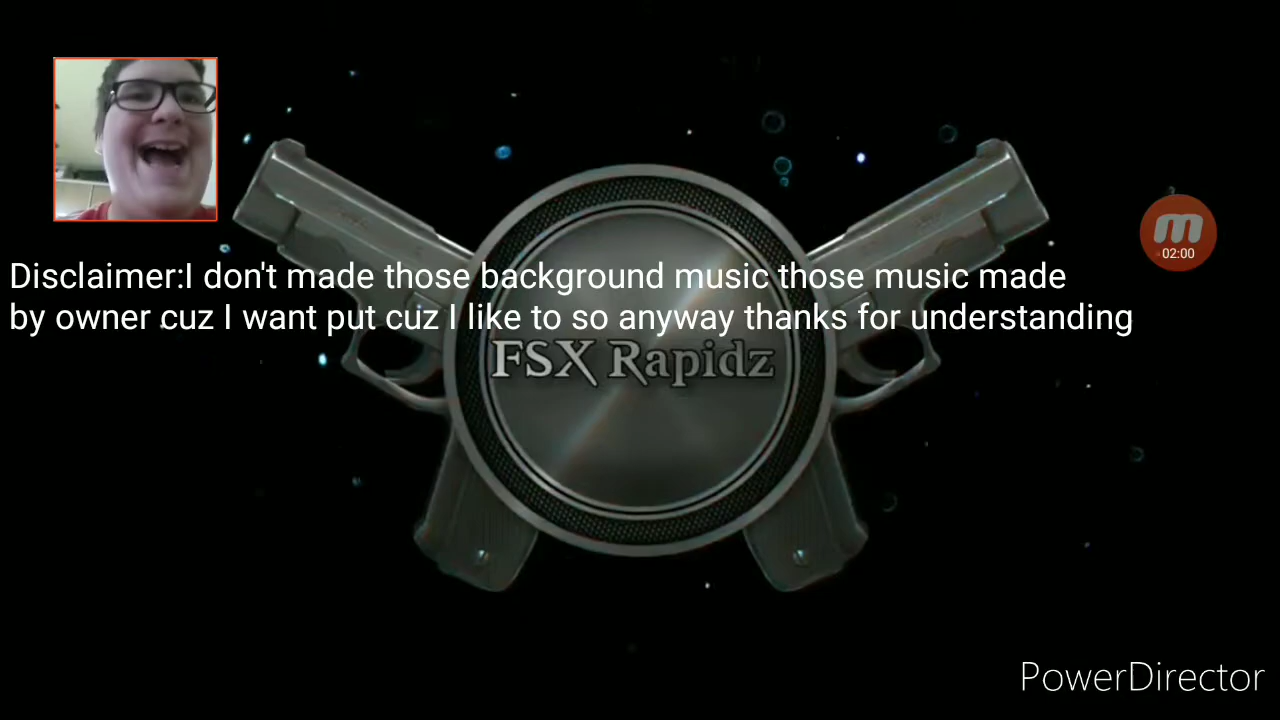 02:00
Disclaimer:I don't made those background music those music made
by owner cuz I want put cuz I like to so anyway thanks for understanding
FSX Rapidz
PowerDirector